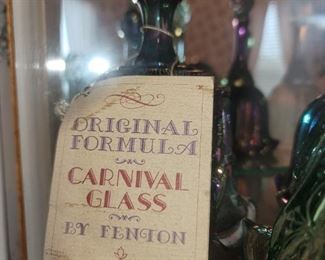 ORIGINAL
FORMULA
CARNIVAL
GLASS
BY FENTON